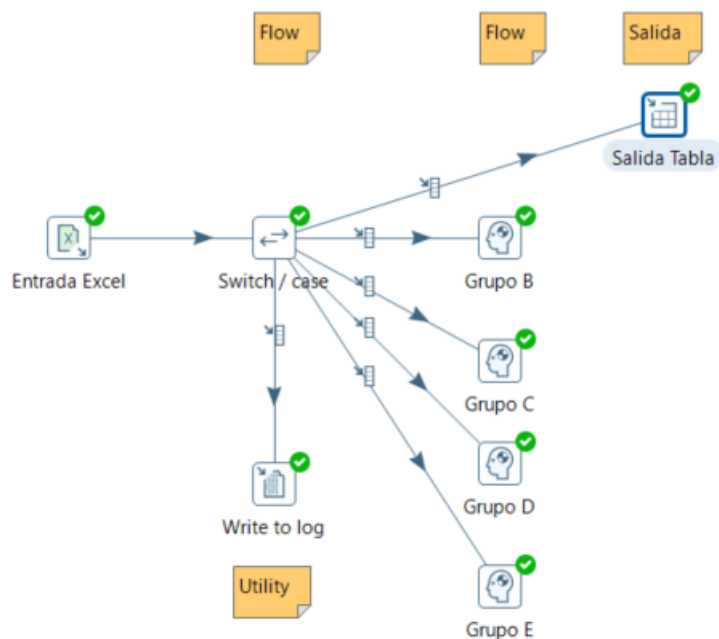 Flow
Flow
Salida
Salida Tabla
Entrada Excel
Switch / case
Grupo B
Grupo C
Grupo D
Write to log
Utility
Grupo E